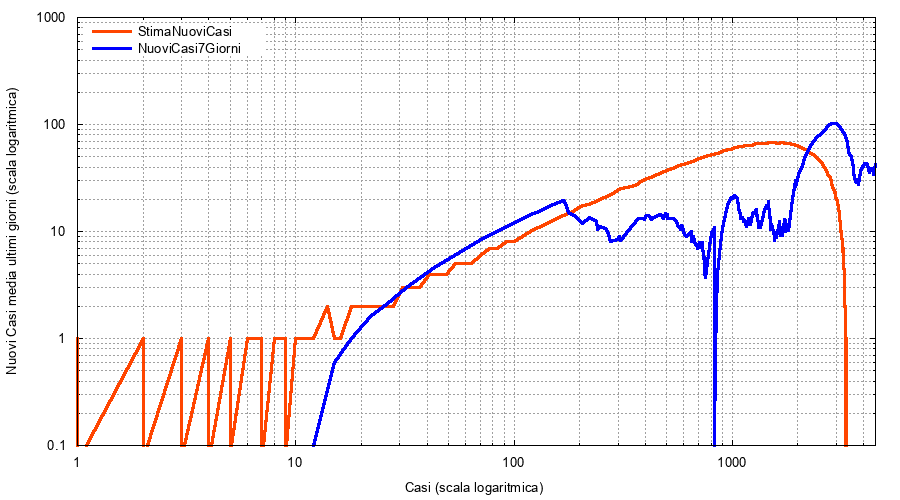 1000
StimaNuoviCasi
NuoviCasi7Giorni
100
10
1
0.1
Nuovi Casi media ultimi giorni (scala logaritmica)
1 10 100 1000
Casi (scala logaritmica)